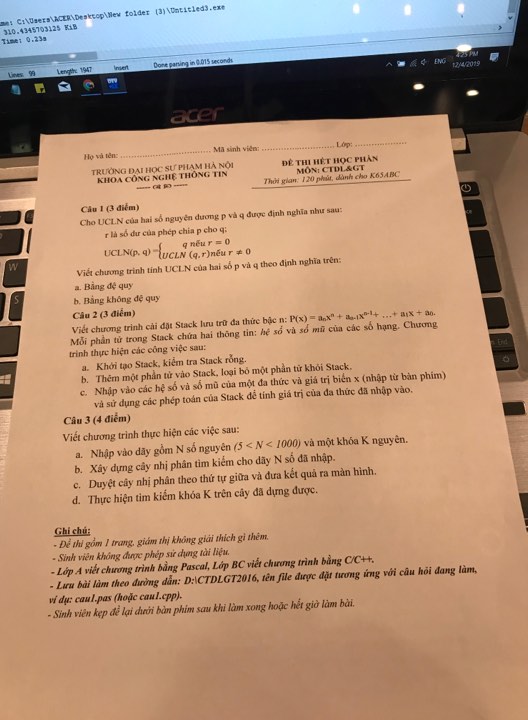 me: C:\Users\ACER\Desktop\New folder (3)\Untitled3.exe
310.4345703125 KiB
Time: 0.23s
Lines: 99 Length: 1947 Insert Done parsing in 0.015 seconds
ENG 4:25 PM
12/4/2019
acer
Họ và tên: Mã sinh viên: Lớp:
TRƯỜNG ĐẠI HỌC SƯ PHẠM HÀ NỘI
KHOA CÔNG NGHỆ THÔNG TIN
ĐỀ THI HẾT HỌC PHẦN
MÔN: CTDL&GT
Thời gian: 120 phút, dành cho K65ABC
Câu 1 (3 điểm)
Cho UCLN của hai số nguyên dương p và q được định nghĩa như sau:
r là số dư của phép chia p cho q;
UCLN(p, q) = { q nếu r = 0
UCLN (q, r) nếu r ≠ 0
Viết chương trình tính UCLN của hai số p và q theo định nghĩa trên:
a. Bằng đệ quy
b. Bằng không đệ quy
Câu 2 (3 điểm)
Viết chương trình cài đặt Stack lưu trữ đa thức bậc n: P(x) = aₙxⁿ + aₙ₋₁xⁿ⁻¹+ …+ a₁x + a₀.
Mỗi phần tử trong Stack chứa hai thông tin: hệ số và số mũ của các số hạng. Chương
trình thực hiện các công việc sau:
a. Khởi tạo Stack, kiểm tra Stack rỗng.
b. Thêm một phần tử vào Stack, loại bỏ một phần tử khỏi Stack.
c. Nhập vào các hệ số và số mũ của một đa thức và giá trị biến x (nhập từ bàn phím)
và sử dụng các phép toán của Stack để tính giá trị của đa thức đã nhập vào.
Câu 3 (4 điểm)
Viết chương trình thực hiện các việc sau:
a. Nhập vào dãy gồm N số nguyên (5 < N < 1000) và một khóa K nguyên.
b. Xây dựng cây nhị phân tìm kiếm cho dãy N số đã nhập.
c. Duyệt cây nhị phân theo thứ tự giữa và đưa kết quả ra màn hình.
d. Thực hiện tìm kiếm khóa K trên cây đã dựng được.
Ghi chú:
- Đề thi gồm 1 trang, giám thị không giải thích gì thêm.
- Sinh viên không được phép sử dụng tài liệu.
- Lớp A viết chương trình bằng Pascal, Lớp BC viết chương trình bằng C/C++.
- Lưu bài làm theo đường dẫn: D:\CTDLGT2016, tên file được đặt tương ứng với câu hỏi đang làm,
ví dụ: cau1.pas (hoặc cau1.cpp).
- Sinh viên kẹp đề lại dưới bàn phím sau khi làm xong hoặc hết giờ làm bài.
W
S